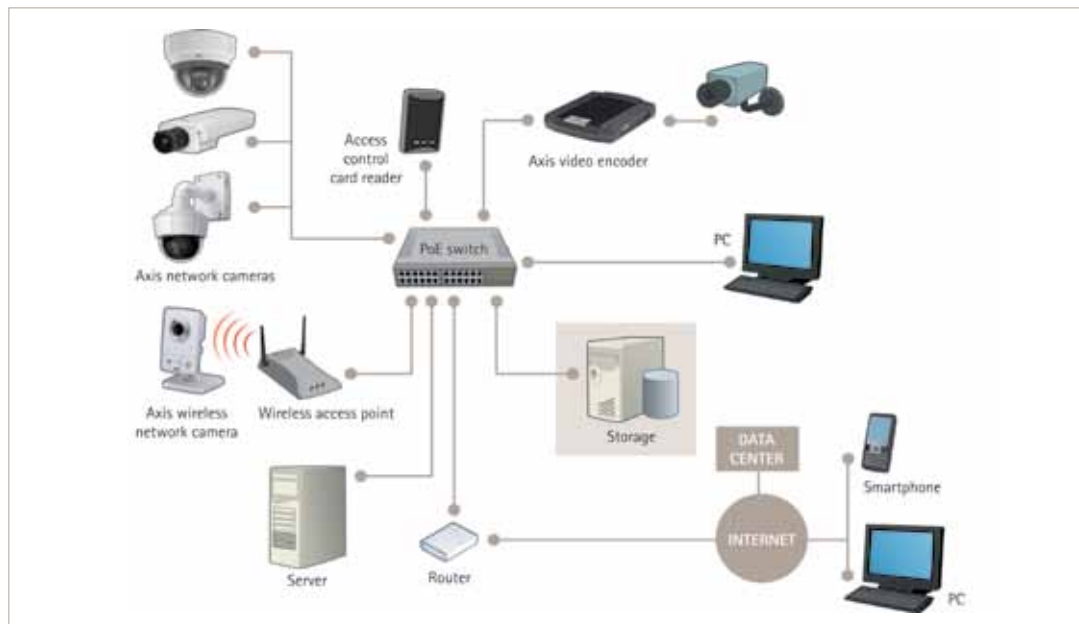 Access
control
card reader
Axis video encoder
PoE switch
PC
Axis network cameras
Axis wireless
network camera
Wireless access point
Storage
DATA
CENTER
Smartphone
INTERNET
Server
Router
PC